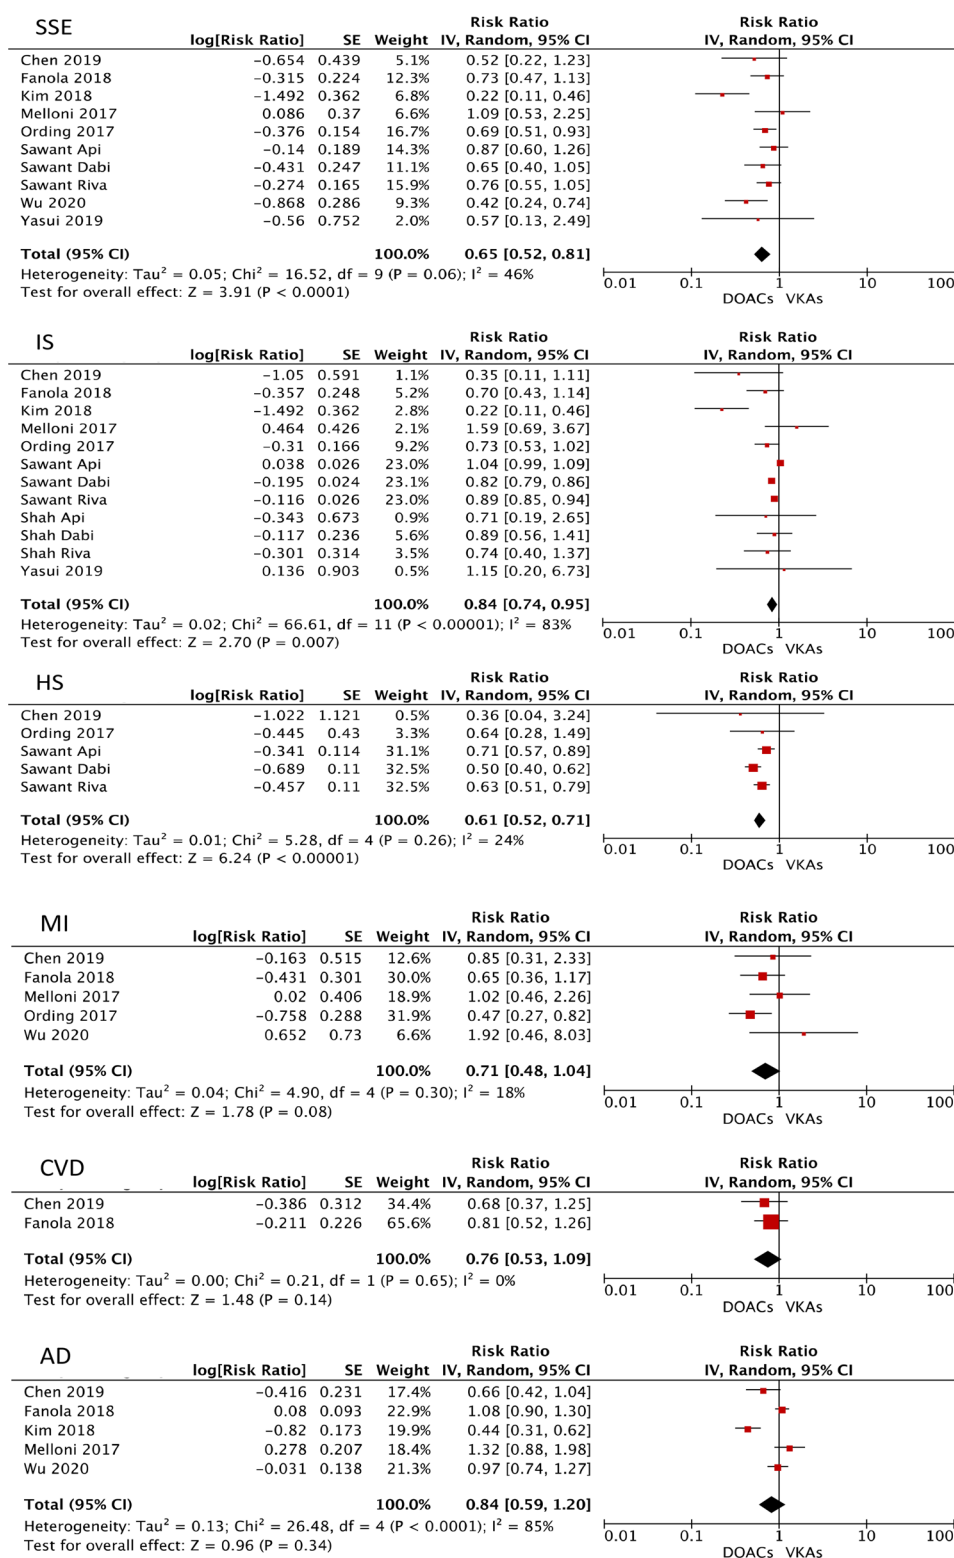 SSE
Risk Ratio Risk Ratio
log[Risk Ratio] SE Weight IV, Random, 95% CI IV, Random, 95% CI
Chen 2019 -0.654 0.439 5.1% 0.52 [0.22, 1.23]
Fanola 2018 -0.315 0.224 12.3% 0.73 [0.47, 1.13]
Kim 2018 -1.492 0.362 6.8% 0.22 [0.11, 0.46]
Melloni 2017 0.086 0.37 6.6% 1.09 [0.53, 2.25]
Ording 2017 -0.376 0.154 16.7% 0.69 [0.51, 0.93]
Sawant Api -0.14 0.189 14.3% 0.87 [0.60, 1.26]
Sawant Dabi -0.431 0.247 11.1% 0.65 [0.40, 1.05]
Sawant Riva -0.274 0.165 15.9% 0.76 [0.55, 1.05]
Wu 2020 -0.868 0.286 9.3% 0.42 [0.24, 0.74]
Yasui 2019 -0.56 0.752 2.0% 0.57 [0.13, 2.49]
Total (95% CI) 100.0% 0.65 [0.52, 0.81]
Heterogeneity: Tau² = 0.05; Chi² = 16.52, df = 9 (P = 0.06); I² = 46%
Test for overall effect: Z = 3.91 (P < 0.0001)
0.01 0.1 1 10 100
DOACs VKAs
IS
Risk Ratio Risk Ratio
log[Risk Ratio] SE Weight IV, Random, 95% CI IV, Random, 95% CI
Chen 2019 -1.05 0.591 1.1% 0.35 [0.11, 1.11]
Fanola 2018 -0.357 0.248 5.2% 0.70 [0.43, 1.14]
Kim 2018 -1.492 0.362 2.8% 0.22 [0.11, 0.46]
Melloni 2017 0.464 0.426 2.1% 1.59 [0.69, 3.67]
Ording 2017 -0.31 0.166 9.2% 0.73 [0.53, 1.02]
Sawant Api 0.038 0.026 23.0% 1.04 [0.99, 1.09]
Sawant Dabi -0.195 0.024 23.1% 0.82 [0.79, 0.86]
Sawant Riva -0.116 0.026 23.0% 0.89 [0.85, 0.94]
Shah Api -0.343 0.673 0.9% 0.71 [0.19, 2.65]
Shah Dabi -0.117 0.236 5.6% 0.89 [0.56, 1.41]
Shah Riva -0.301 0.314 3.5% 0.74 [0.40, 1.37]
Yasui 2019 0.136 0.903 0.5% 1.15 [0.20, 6.73]
Total (95% CI) 100.0% 0.84 [0.74, 0.95]
Heterogeneity: Tau² = 0.02; Chi² = 66.61, df = 11 (P < 0.00001); I² = 83%
Test for overall effect: Z = 2.70 (P = 0.007)
0.01 0.1 1 10 100
DOACs VKAs
HS
Risk Ratio Risk Ratio
log[Risk Ratio] SE Weight IV, Random, 95% CI IV, Random, 95% CI
Chen 2019 -1.022 1.121 0.5% 0.36 [0.04, 3.24]
Ording 2017 -0.445 0.43 3.3% 0.64 [0.28, 1.49]
Sawant Api -0.341 0.114 31.1% 0.71 [0.57, 0.89]
Sawant Dabi -0.689 0.11 32.5% 0.50 [0.40, 0.62]
Sawant Riva -0.457 0.11 32.5% 0.63 [0.51, 0.79]
Total (95% CI) 100.0% 0.61 [0.52, 0.71]
Heterogeneity: Tau² = 0.01; Chi² = 5.28, df = 4 (P = 0.26); I² = 24%
Test for overall effect: Z = 6.24 (P < 0.00001)
0.01 0.1 1 10 100
DOACs VKAs
MI
Risk Ratio Risk Ratio
log[Risk Ratio] SE Weight IV, Random, 95% CI IV, Random, 95% CI
Chen 2019 -0.163 0.515 12.6% 0.85 [0.31, 2.33]
Fanola 2018 -0.431 0.301 30.0% 0.65 [0.36, 1.17]
Melloni 2017 0.02 0.406 18.9% 1.02 [0.46, 2.26]
Ording 2017 -0.758 0.288 31.9% 0.47 [0.27, 0.82]
Wu 2020 0.652 0.73 6.6% 1.92 [0.46, 8.03]
Total (95% CI) 100.0% 0.71 [0.48, 1.04]
Heterogeneity: Tau² = 0.04; Chi² = 4.90, df = 4 (P = 0.30); I² = 18%
Test for overall effect: Z = 1.78 (P = 0.08)
0.01 0.1 1 10 100
DOACs VKAs
CVD
Risk Ratio Risk Ratio
log[Risk Ratio] SE Weight IV, Random, 95% CI IV, Random, 95% CI
Chen 2019 -0.386 0.312 34.4% 0.68 [0.37, 1.25]
Fanola 2018 -0.211 0.226 65.6% 0.81 [0.52, 1.26]
Total (95% CI) 100.0% 0.76 [0.53, 1.09]
Heterogeneity: Tau² = 0.00; Chi² = 0.21, df = 1 (P = 0.65); I² = 0%
Test for overall effect: Z = 1.48 (P = 0.14)
0.01 0.1 1 10 100
DOACs VKAs
AD
Risk Ratio Risk Ratio
log[Risk Ratio] SE Weight IV, Random, 95% CI IV, Random, 95% CI
Chen 2019 -0.416 0.231 17.4% 0.66 [0.42, 1.04]
Fanola 2018 0.08 0.093 22.9% 1.08 [0.90, 1.30]
Kim 2018 -0.82 0.173 19.9% 0.44 [0.31, 0.62]
Melloni 2017 0.278 0.207 18.4% 1.32 [0.88, 1.98]
Wu 2020 -0.031 0.138 21.3% 0.97 [0.74, 1.27]
Total (95% CI) 100.0% 0.84 [0.59, 1.20]
Heterogeneity: Tau² = 0.13; Chi² = 26.48, df = 4 (P < 0.0001); I² = 85%
Test for overall effect: Z = 0.96 (P = 0.34)
0.01 0.1 1 10 100
DOACs VKAs